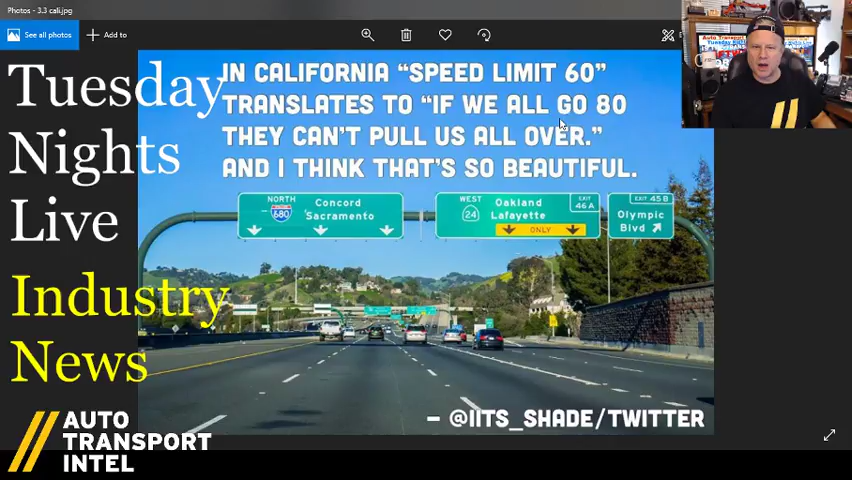 Photos - 3.3 cali.jpg
See all photos
Add to
Tuesday
Nights
Live
Industry
News
AUTO
TRANSPORT
INTEL
IN CALIFORNIA “SPEED LIMIT 60”
TRANSLATES TO “IF WE ALL GO 80
THEY CAN’T PULL US ALL OVER.”
AND I THINK THAT’S SO BEAUTIFUL.
NORTH
680
Concord
Sacramento
WEST
24
Oakland
Lafayette
EXIT
46 A
ONLY
EXIT 45 B
Olympic
Blvd
– @IITS_SHADE/TWITTER